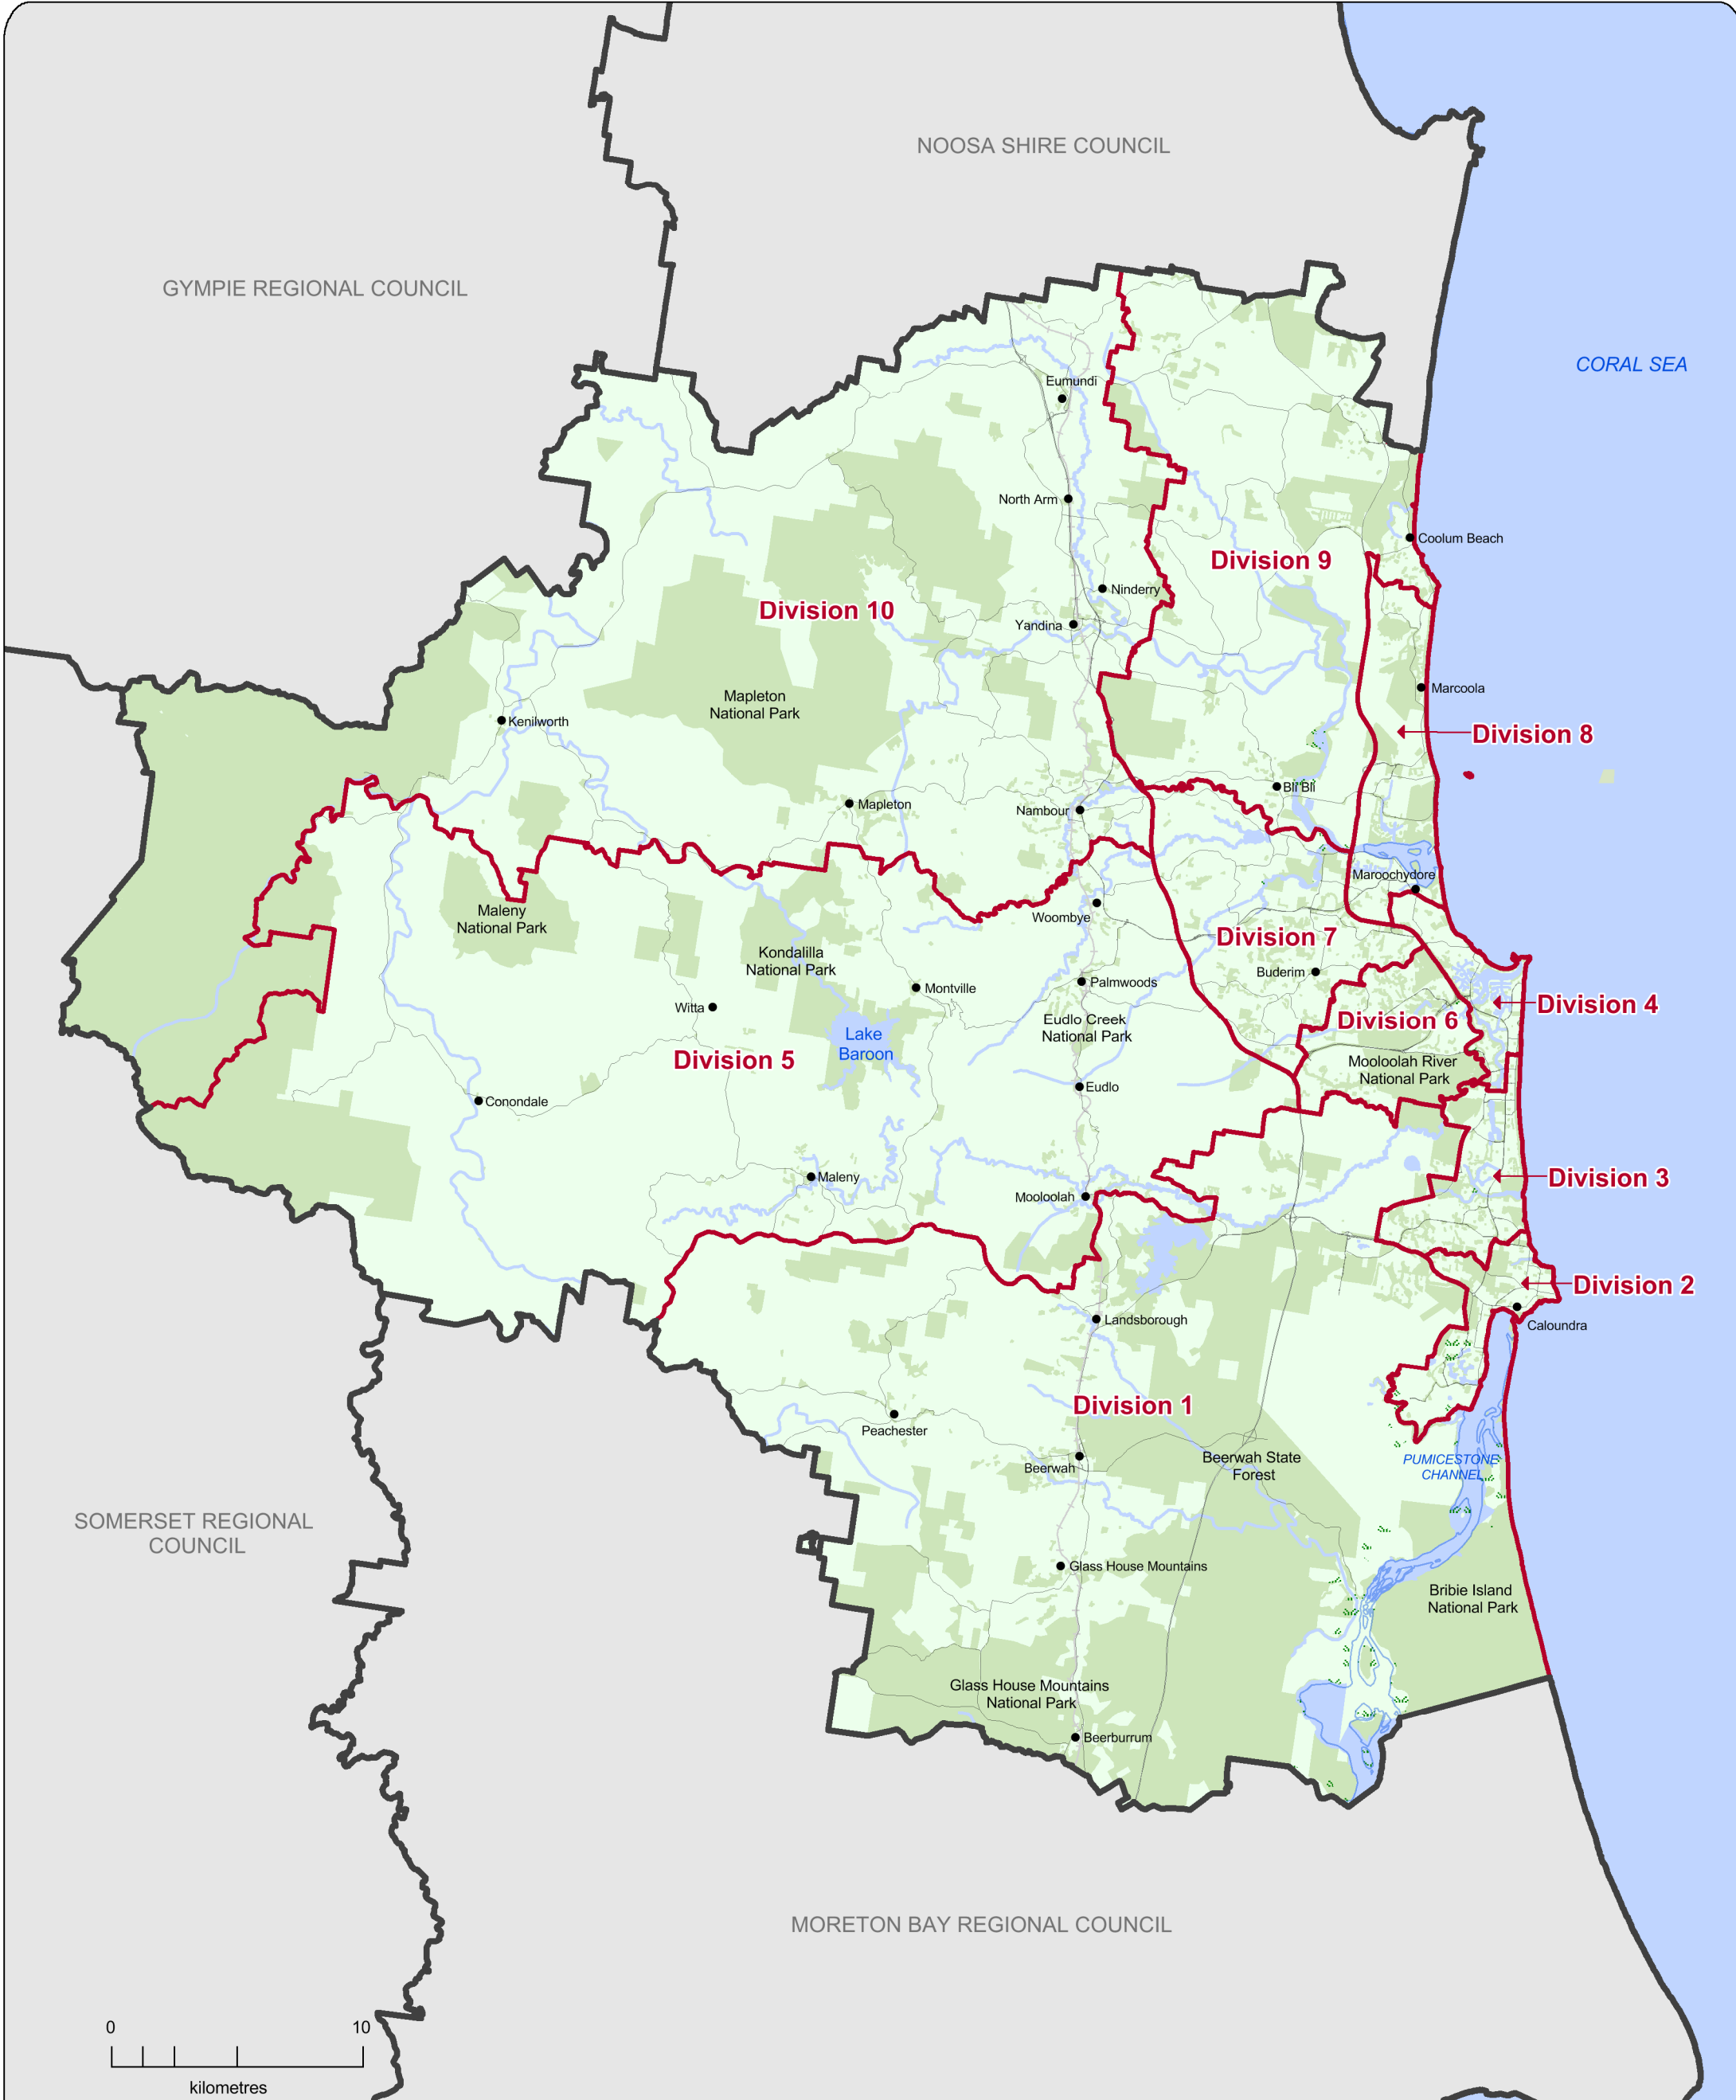 NOOSA SHIRE COUNCIL
GYMPIE REGIONAL COUNCIL
CORAL SEA
Eumundi
North Arm
Coolum Beach
Division 9
Ninderry
Division 10
Yandina
Marcoola
Mapleton
National Park
Kenilworth
Division 8
Bli Bli
Mapleton
Nambour
Maroochydore
Maleny
National Park
Woombye
Division 7
Kondalilla
National Park
Buderim
Palmwoods
Montville
Witta
Division 4
Eudlo Creek
National Park
Division 6
Lake
Baroon
Division 5
Mooloolah River
National Park
Eudlo
Conondale
Maleny
Division 3
Mooloolah
Division 2
Landsborough
Caloundra
Division 1
Peachester
Beerwah State
Forest
Beerwah
PUMICESTONE
CHANNEL
SOMERSET REGIONAL
COUNCIL
Glass House Mountains
Bribie Island
National Park
Glass House Mountains
National Park
Beerburrum
MORETON BAY REGIONAL COUNCIL
0 10
kilometres